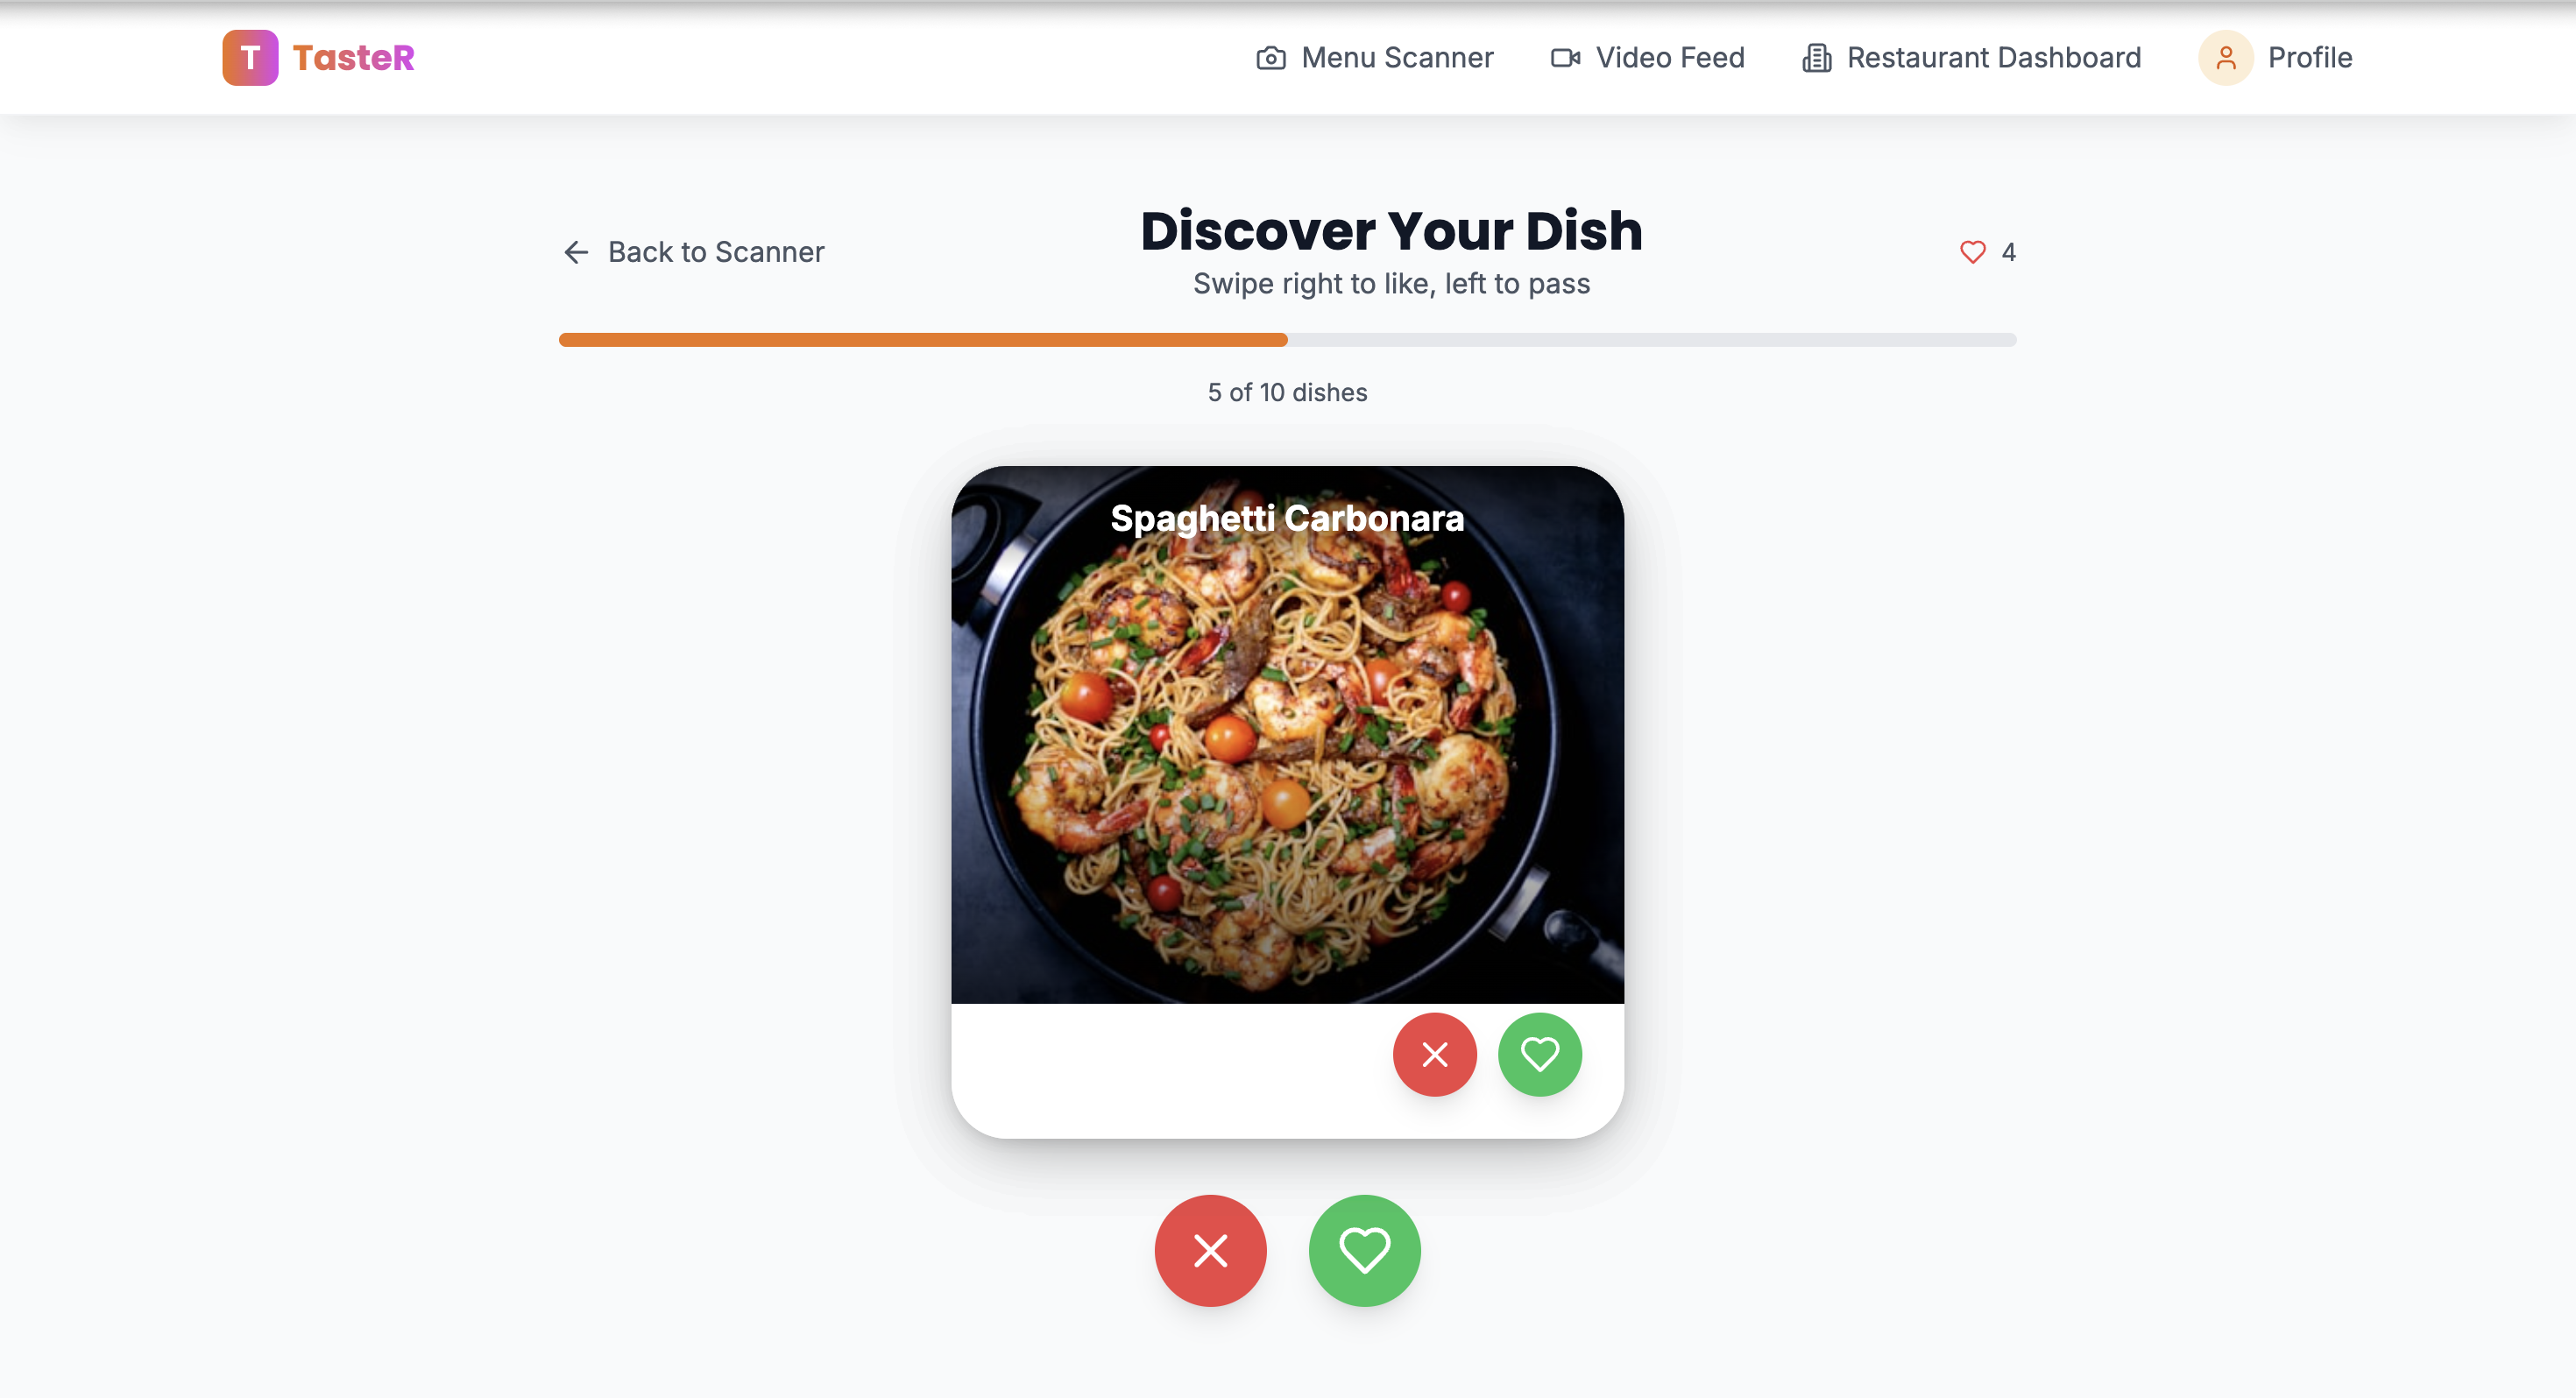 T TasteR
Menu Scanner
Video Feed
Restaurant Dashboard
Profile
Back to Scanner
Discover Your Dish
Swipe right to like, left to pass
4
5 of 10 dishes
Spaghetti Carbonara